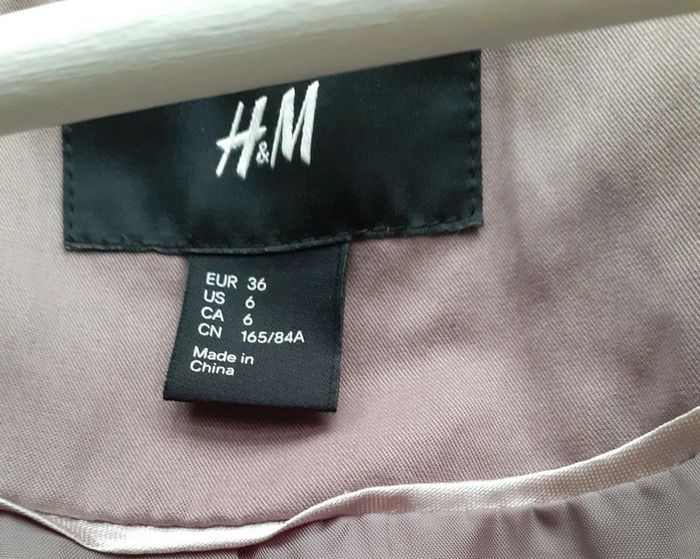 H&M
EUR 36
US 6
CA 6
CN 165/84A
Made in
China